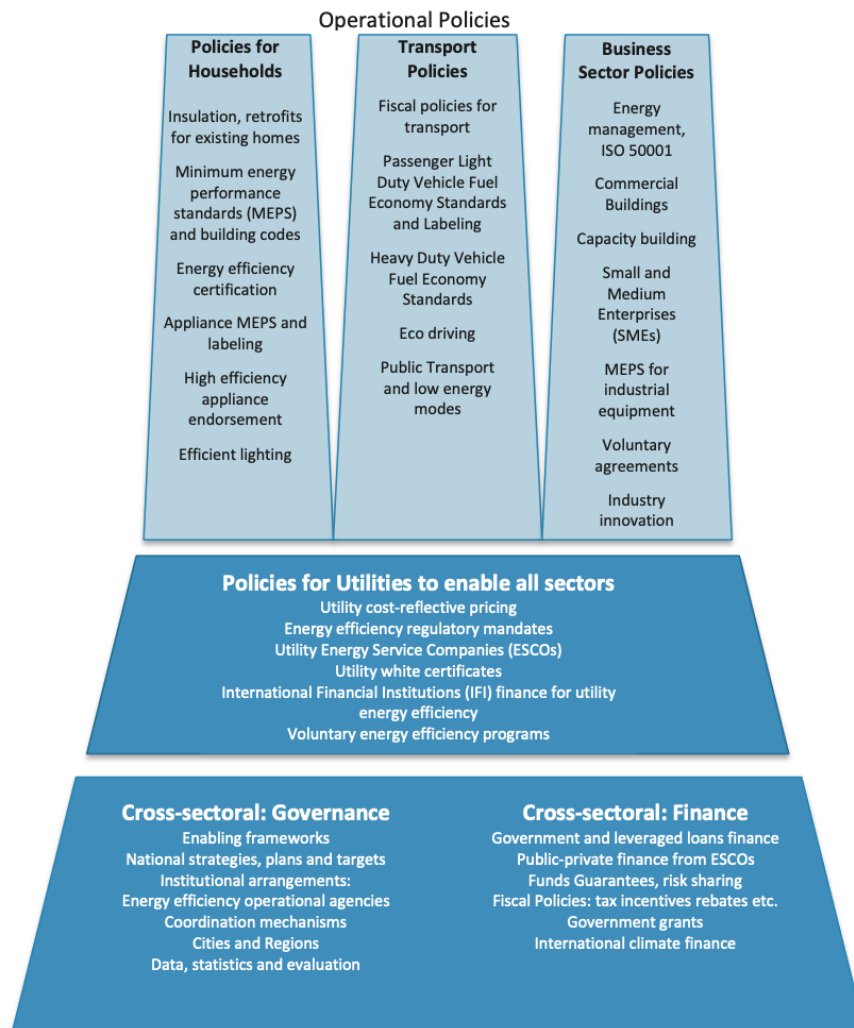 Operational Policies
Policies for
Households
Insulation, retrofits
for existing homes
Minimum energy
performance
standards (MEPS)
and building codes
Energy efficiency
certification
Appliance MEPS and
labeling
High efficiency
appliance
endorsement
Efficient lighting
Transport
Policies
Fiscal policies for
transport
Passenger Light
Duty Vehicle Fuel
Economy Standards
and Labeling
Heavy Duty Vehicle
Fuel Economy
Standards
Eco driving
Public Transport
and low energy
modes
Business
Sector Policies
Energy
management,
ISO 50001
Commercial
Buildings
Capacity building
Small and
Medium
Enterprises
(SMEs)
MEPS for
industrial
equipment
Voluntary
agreements
Industry
innovation
Policies for Utilities to enable all sectors
Utility cost-reflective pricing
Energy efficiency regulatory mandates
Utility Energy Service Companies (ESCOs)
Utility white certificates
International Financial Institutions (IFI) finance for utility
energy efficiency
Voluntary energy efficiency programs
Cross-sectoral: Governance
Enabling frameworks
National strategies, plans and targets
Institutional arrangements:
Energy efficiency operational agencies
Coordination mechanisms
Cities and Regions
Data, statistics and evaluation
Cross-sectoral: Finance
Government and leveraged loans finance
Public-private finance from ESCOs
Funds Guarantees, risk sharing
Fiscal Policies: tax incentives rebates etc.
Government grants
International climate finance